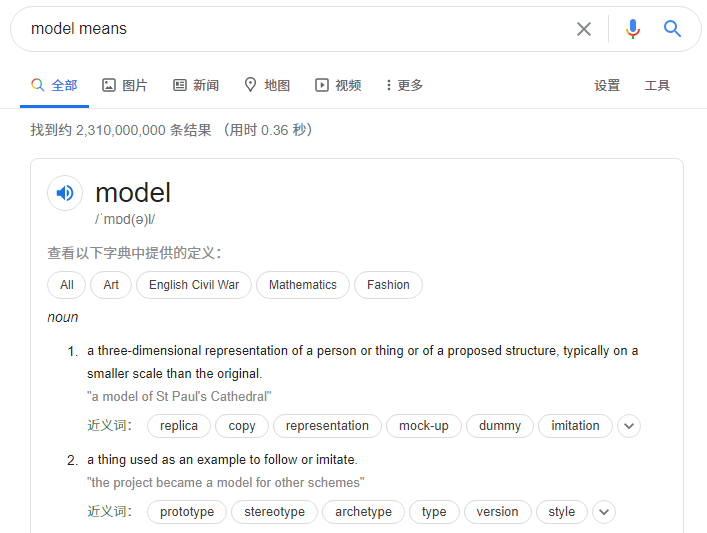 model means
全部 图片 新闻 地图 视频 更多 设置 工具
找到约 2,310,000,000 条结果 （用时 0.36 秒）
model
/ˈmɒd(ə)l/
查看以下字典中提供的定义：
All Art English Civil War Mathematics Fashion
noun
1. a three-dimensional representation of a person or thing or of a proposed structure, typically on a
smaller scale than the original.
"a model of St Paul's Cathedral"
近义词： replica copy representation mock-up dummy imitation
2. a thing used as an example to follow or imitate.
"the project became a model for other schemes"
近义词： prototype stereotype archetype type version style